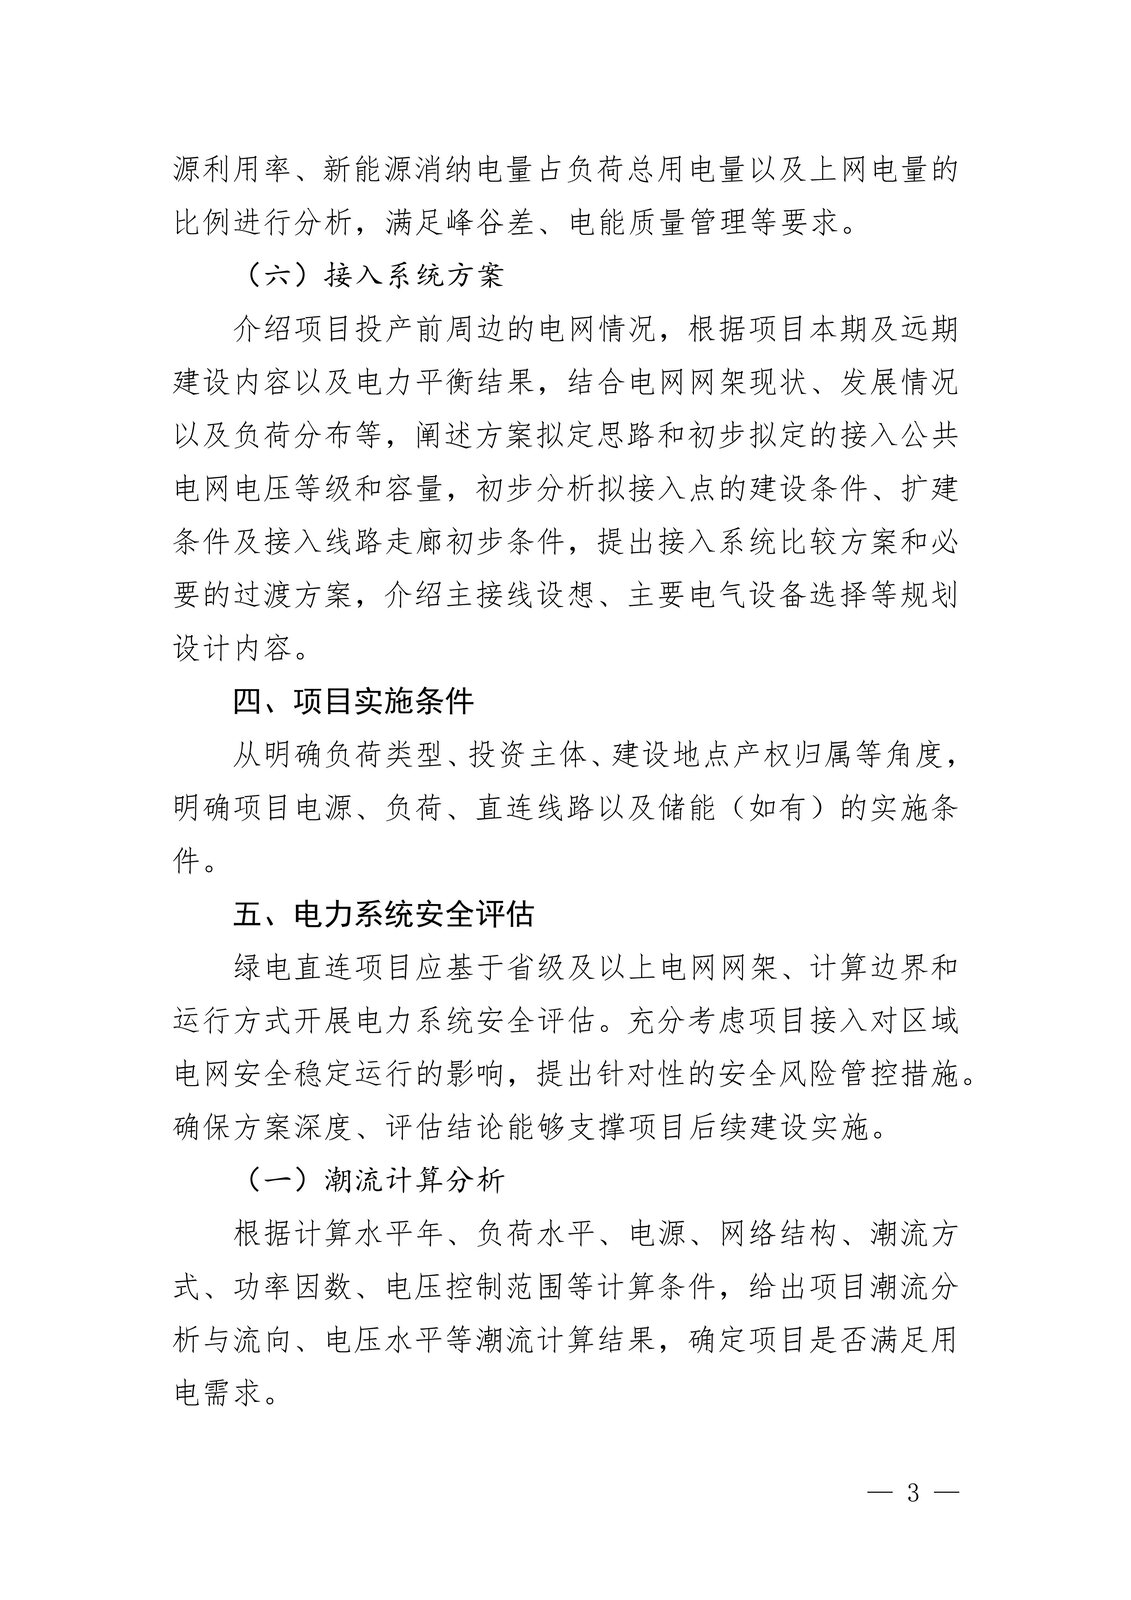 源利用率、新能源消纳电量占负荷总用电量以及上网电量的
比例进行分析，满足峰谷差、电能质量管理等要求。
（六）接入系统方案
介绍项目投产前周边的电网情况，根据项目本期及远期
建设内容以及电力平衡结果，结合电网网架现状、发展情况
以及负荷分布等，阐述方案拟定思路和初步拟定的接入公共
电网电压等级和容量，初步分析拟接入点的建设条件、扩建
条件及接入线路走廊初步条件，提出接入系统比较方案和必
要的过渡方案，介绍主接线设想、主要电气设备选择等规划
设计内容。
四、项目实施条件
从明确负荷类型、投资主体、建设地点产权归属等角度，
明确项目电源、负荷、直连线路以及储能（如有）的实施条
件。
五、电力系统安全评估
绿电直连项目应基于省级及以上电网网架、计算边界和
运行方式开展电力系统安全评估。充分考虑项目接入对区域
电网安全稳定运行的影响，提出针对性的安全风险管控措施。
确保方案深度、评估结论能够支撑项目后续建设实施。
（一）潮流计算分析
根据计算水平年、负荷水平、电源、网络结构、潮流方
式、功率因数、电压控制范围等计算条件，给出项目潮流分
析与流向、电压水平等潮流计算结果，确定项目是否满足用
电需求。
— 3 —